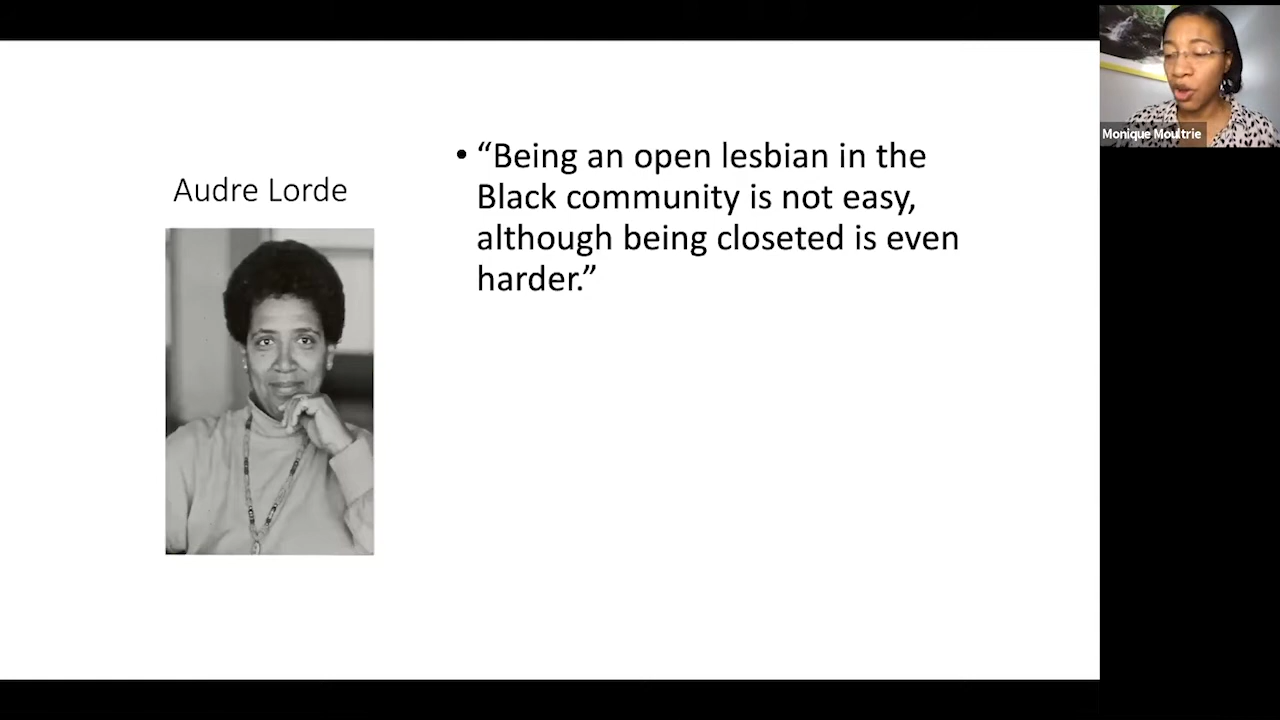 Audre Lorde
• “Being an open lesbian in the
Black community is not easy,
although being closeted is even
harder.”
Monique Moultrie